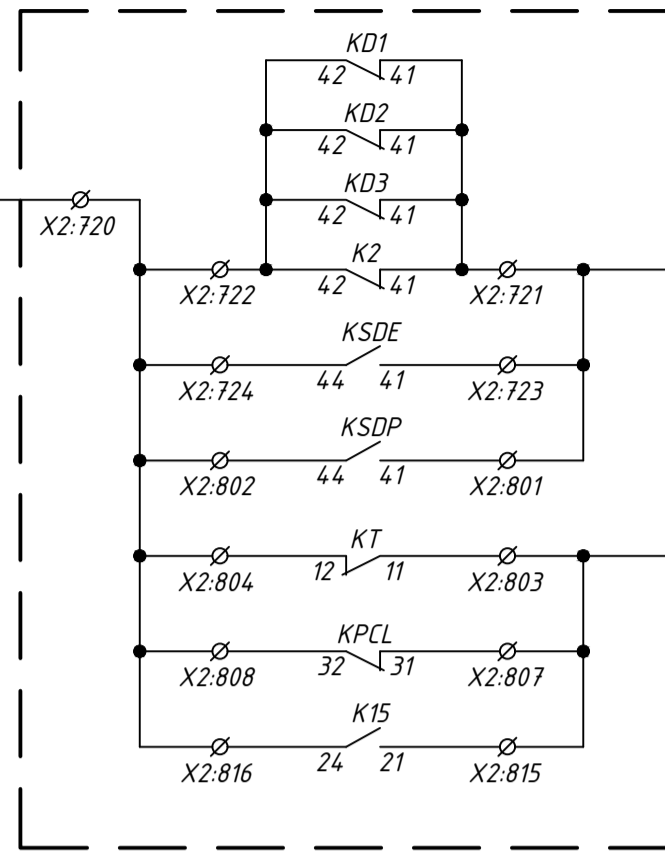 KD1
42 41
KD2
42 41
KD3
42 41
X2:720
K2
X2:722 42 41 X2:721
KSDE
X2:724 44 41 X2:723
KSDP
X2:802 44 41 X2:801
KT
X2:804 12 11 X2:803
KPCL
X2:808 32 31 X2:807
K15
X2:816 24 21 X2:815